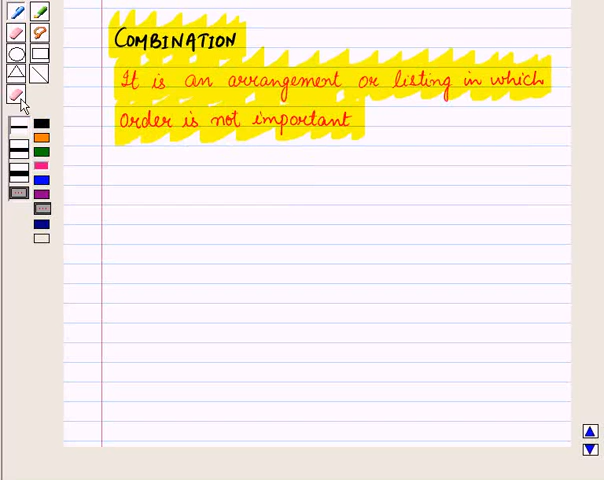 COMBINATION
It is an arrangement or listing in which
order is not important